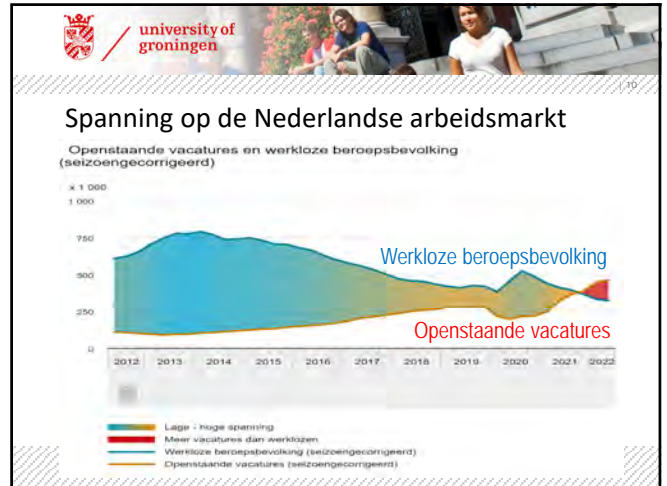 university of
groningen
| 10
Spanning op de Nederlandse arbeidsmarkt
Openstaande vacatures en werkloze beroepsbevolking
(seizoengecorrigeerd)
x 1 000
1 000
750
500
250
0
Werkloze beroepsbevolking
Openstaande vacatures
2012 2013 2014 2015 2016 2017 2018 2019 2020 2021 2022
Lage - hoge spanning
Meer vacatures dan werklozen
Werkloze beroepsbevolking (seizoengecorrigeerd)
Openstaande vacatures (seizoengecorrigeerd)